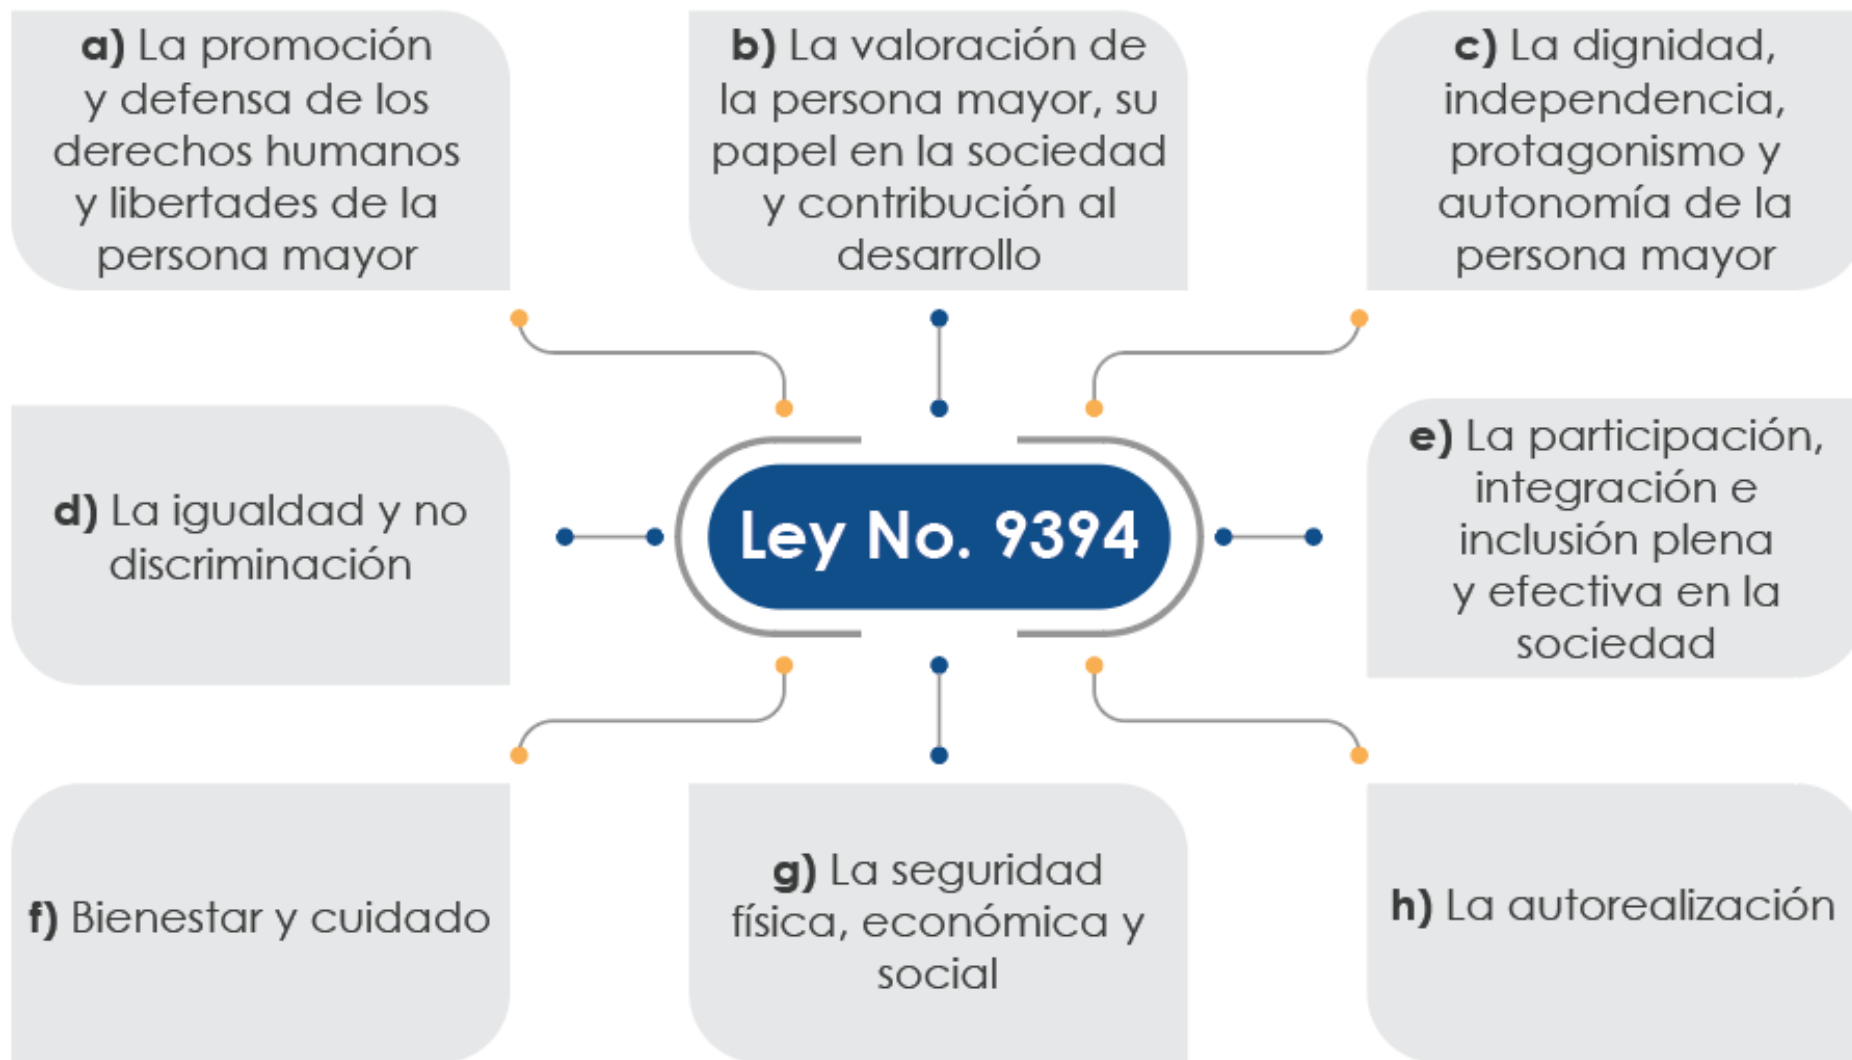 a) La promoción
y defensa de los
derechos humanos
y libertades de la
persona mayor
b) La valoración de
la persona mayor, su
papel en la sociedad
y contribución al
desarrollo
c) La dignidad,
independencia,
protagonismo y
autonomía de la
persona mayor
d) La igualdad y no
discriminación
Ley No. 9394
e) La participación,
integración e
inclusión plena
y efectiva en la
sociedad
f) Bienestar y cuidado
g) La seguridad
física, económica y
social
h) La autorealización